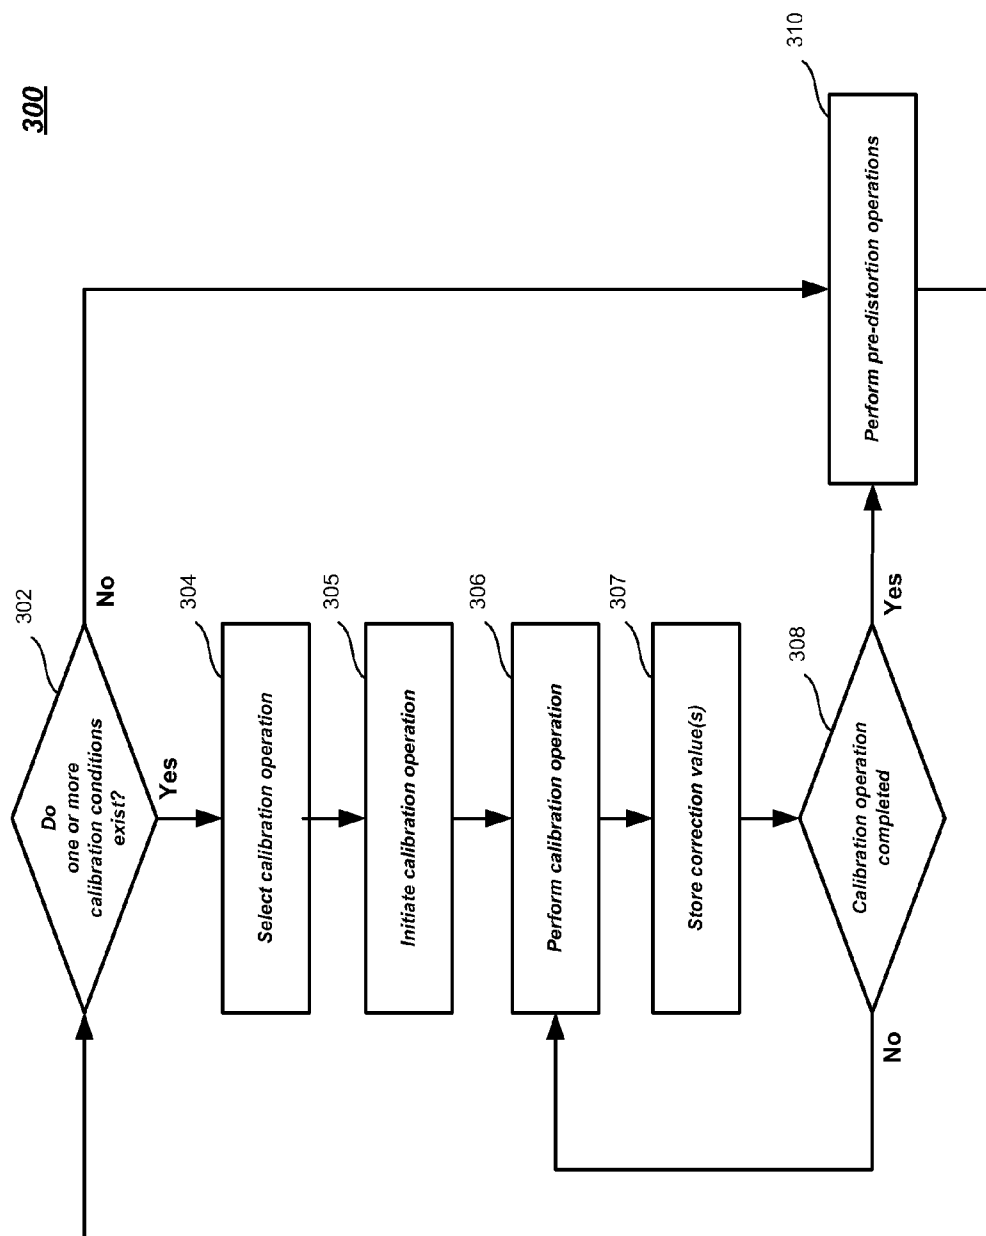 300
302
Do
one or more
calibration conditions
exist?
No
Yes
304
Select calibration operation
305
Initiate calibration operation
306
Perform calibration operation
307
Store correction value(s)
308
Calibration operation
completed
No
Yes
310
Perform pre-distortion operations